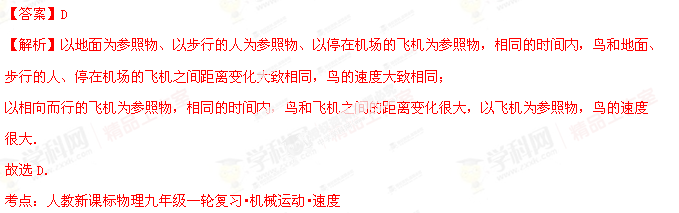 【答案】D
【解析】以地面为参照物、以步行的人为参照物、以停在机场的飞机为参照物，相同的时间内，鸟和地面、
步行的人、停在机场的飞机之间距离变化大致相同，鸟的速度大致相同；
以相向而行的飞机为参照物，相同的时间内，鸟和飞机之间的距离变化很大，以飞机为参照物，鸟的速度
很大．
故选 D．
考点：人教新课标物理九年级一轮复习•机械运动•速度